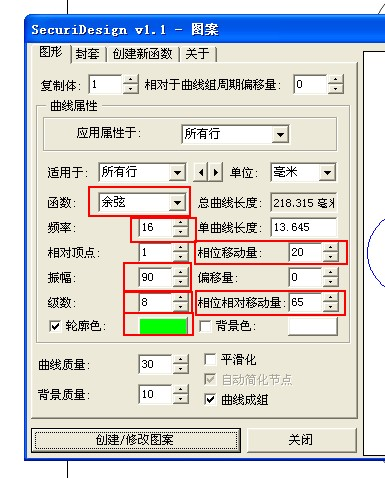 SecuriDesign v1.1 - 图案
图形 封套 创建新函数 关于
复制体: 1 相对于曲线组周期偏移量: 0
曲线属性
应用属性于: 所有行
适用于: 所有行 单位: 毫米
函数: 余弦 总曲线长度: 218.315 毫米
频率: 16 单曲线长度: 13.645
相对顶点: 1 相位移动量: 20
振幅: 90 偏移量: 0
级数: 8 相位相对移动量: 65
轮廓色: 背景色:
曲线质量: 30 平滑化
自动简化节点
背景质量: 10 曲线成组
创建/修改图案 关闭